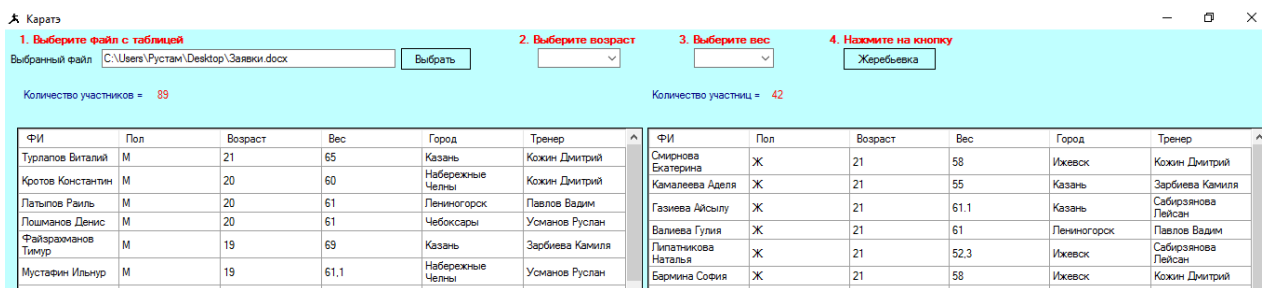 Каратэ
1. Выберите файл с таблицей 2. Выберите возраст 3. Выберите вес 4. Нажмите на кнопку
Выбранный файл C:\Users\Рустам\Desktop\Заявки.docx Выбрать Жеребьевка
Количество участников = 89 Количество участниц = 42
ФИ Пол Возраст Вес Город Тренер
Турлапов Виталий М 21 65 Казань Кожин Дмитрий
Кротов Константин М 20 60 Набережные Челны Кожин Дмитрий
Латыпов Раиль М 20 61 Лениногорск Павлов Вадим
Лошманов Денис М 20 61 Чебоксары Усманов Руслан
Файзрахманов Тимур М 19 69 Казань Зарбиева Камиля
Мустафин Ильнур М 19 61,1 Набережные Челны Усманов Руслан
ФИ Пол Возраст Вес Город Тренер
Смирнова Екатерина Ж 21 58 Ижевск Кожин Дмитрий
Камалеева Аделя Ж 21 55 Казань Зарбиева Камиля
Газиева Айсылу Ж 21 61.1 Казань Сабирзянова Лейсан
Валиева Гулия Ж 21 61 Лениногорск Павлов Вадим
Липатникова Наталья Ж 21 52,3 Ижевск Сабирзянова Лейсан
Бармина София Ж 21 58 Ижевск Кожин Дмитрий